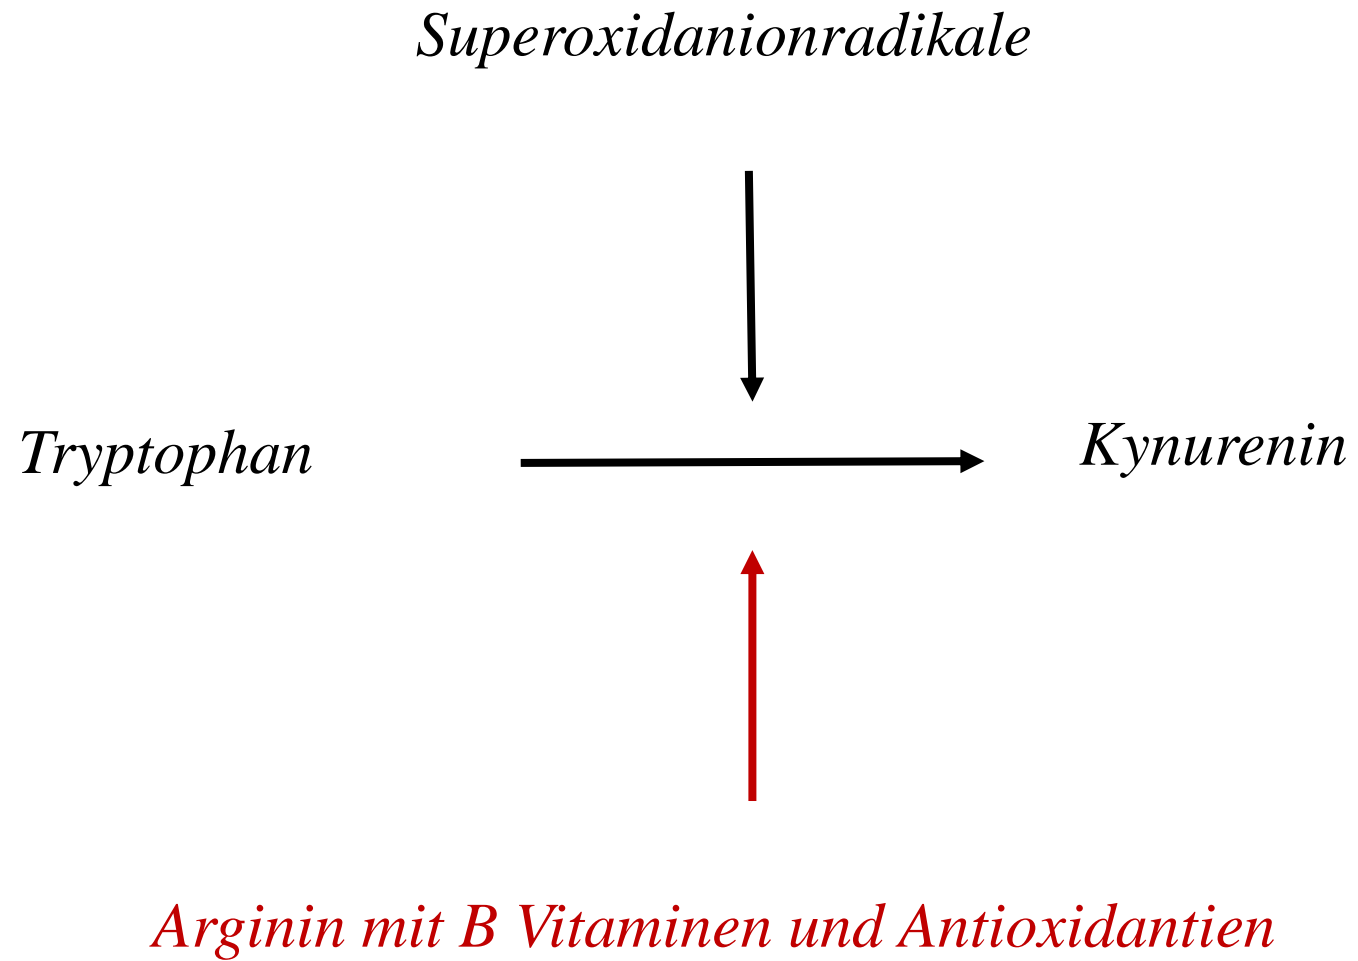 Superoxidanionradikale
Tryptophan
Kynurenin
Arginin mit B Vitaminen und Antioxidantien